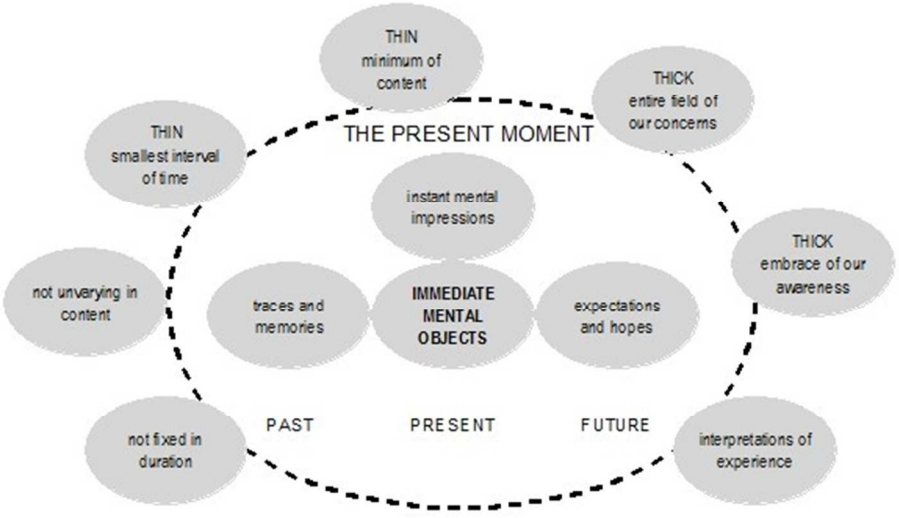 THIN
minimum of
content
THICK
entire field of
our concerns
THE PRESENT MOMENT
THIN
smallest interval
of time
instant mental
impressions
THICK
embrace of our
awareness
not unvarying in
content
traces and
memories
IMMEDIATE
MENTAL
OBJECTS
expectations
and hopes
PAST
PRESENT
FUTURE
not fixed in
duration
interpretations of
experience